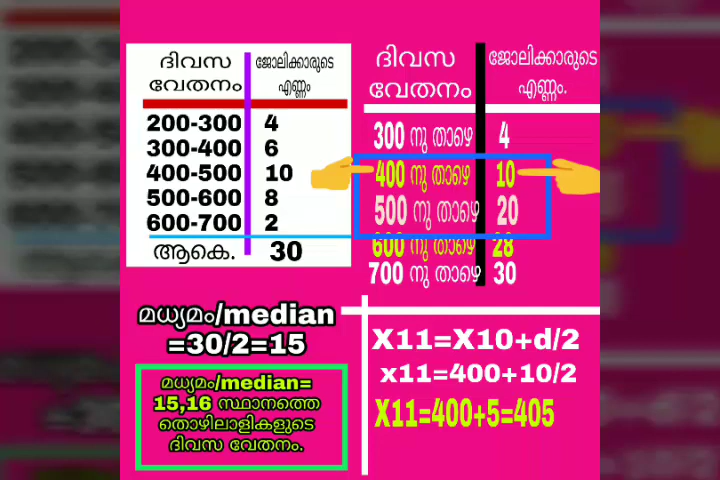 ദിവസ വേതനം ജോലിക്കാരുടെ എണ്ണം
200-300 4
300-400 6
400-500 10
500-600 8
600-700 2
ആകെ. 30
ദിവസ വേതനം ജോലിക്കാരുടെ എണ്ണം.
300 നു താഴെ 4
400 നു താഴെ 10
500 നു താഴെ 20
600 നു താഴെ 28
700 നു താഴെ 30
മധ്യമം/median
=30/2=15
മധ്യമം/median=
15,16 സ്ഥാനത്തെ
തൊഴിലാളികളുടെ
ദിവസ വേതനം.
X11=X10+d/2
x11=400+10/2
X11=400+5=405